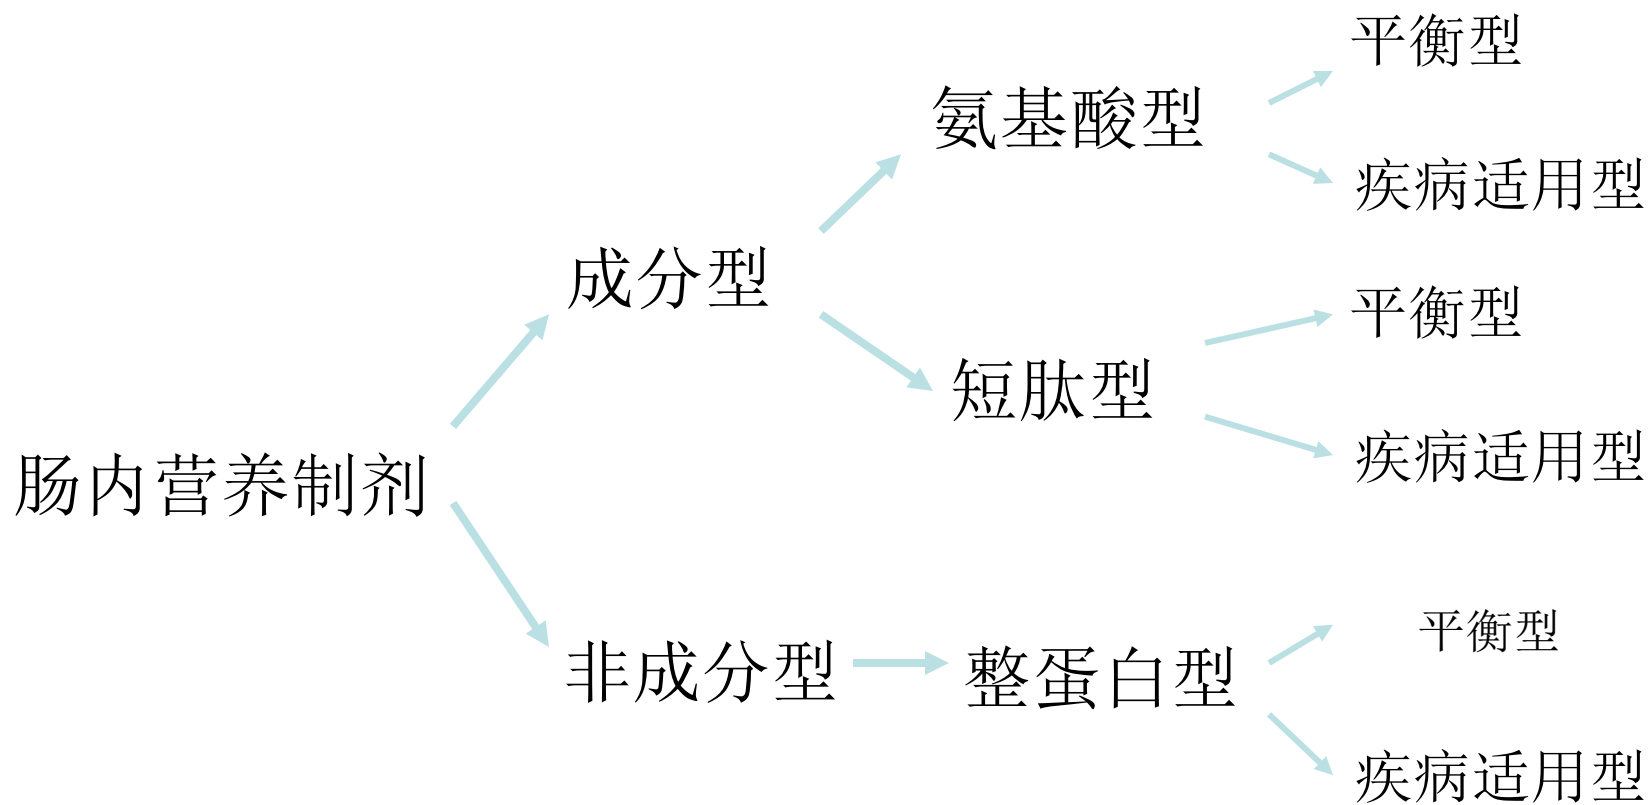 平衡型
氨基酸型
疾病适用型
成分型
平衡型
短肽型
疾病适用型
肠内营养制剂
平衡型
非成分型
整蛋白型
疾病适用型